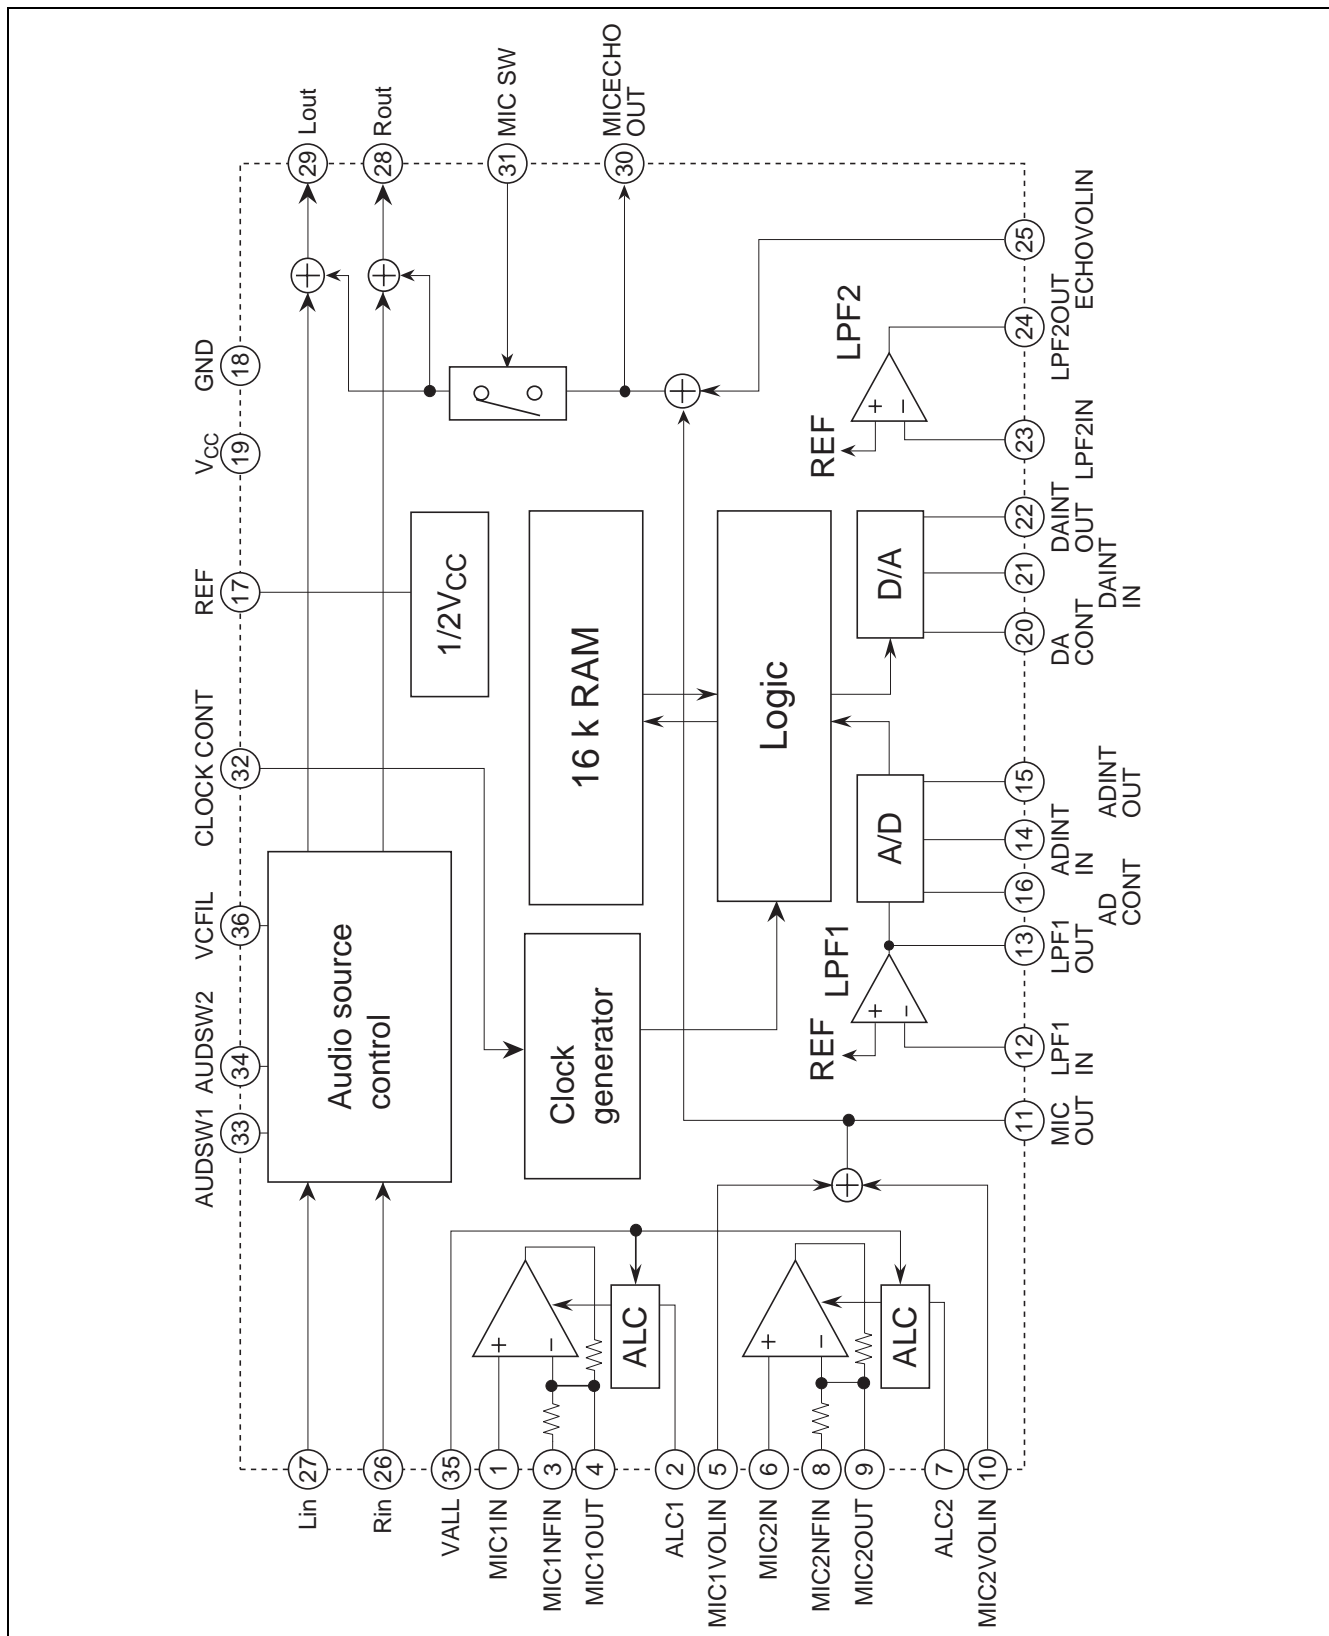 Lout
Rout
MIC SW
MICECHO
OUT
29
28
31
30
GND
18
VCC
19
REF
17
CLOCK CONT
32
VCFIL
36
AUDSW2
34
AUDSW1
33
1/2VCC
16 k RAM
Logic
Audio source
control
Clock
generator
D/A
A/D
LPF2
REF
LPF1
REF
25
ECHOVOLIN
24
LPF2OUT
23
LPF2IN
22
DAINT
OUT
21
DAINT
IN
20
DA
CONT
15
ADINT
OUT
14
ADINT
IN
16
AD
CONT
13
LPF1
OUT
12
LPF1
IN
11
MIC
OUT
+
−
+
−
+
−
ALC
+
−
ALC
27
Lin
26
Rin
35
VALL
1
MIC1IN
3
MIC1NFIN
4
MIC1OUT
2
ALC1
5
MIC1VOLIN
6
MIC2IN
8
MIC2NFIN
9
MIC2OUT
7
ALC2
10
MIC2VOLIN